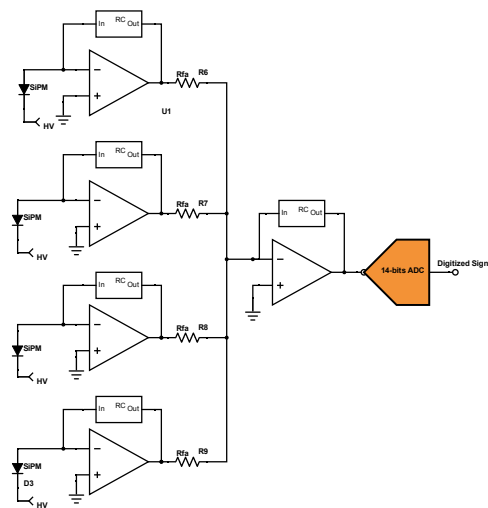 In RC Out
SiPM
HV
Rfa R6
U1
In RC Out
SiPM
HV
Rfa R7
In RC Out
14-bits ADC
Digitized Sign
In RC Out
SiPM
HV
Rfa R8
In RC Out
SiPM
D3
HV
Rfa R9